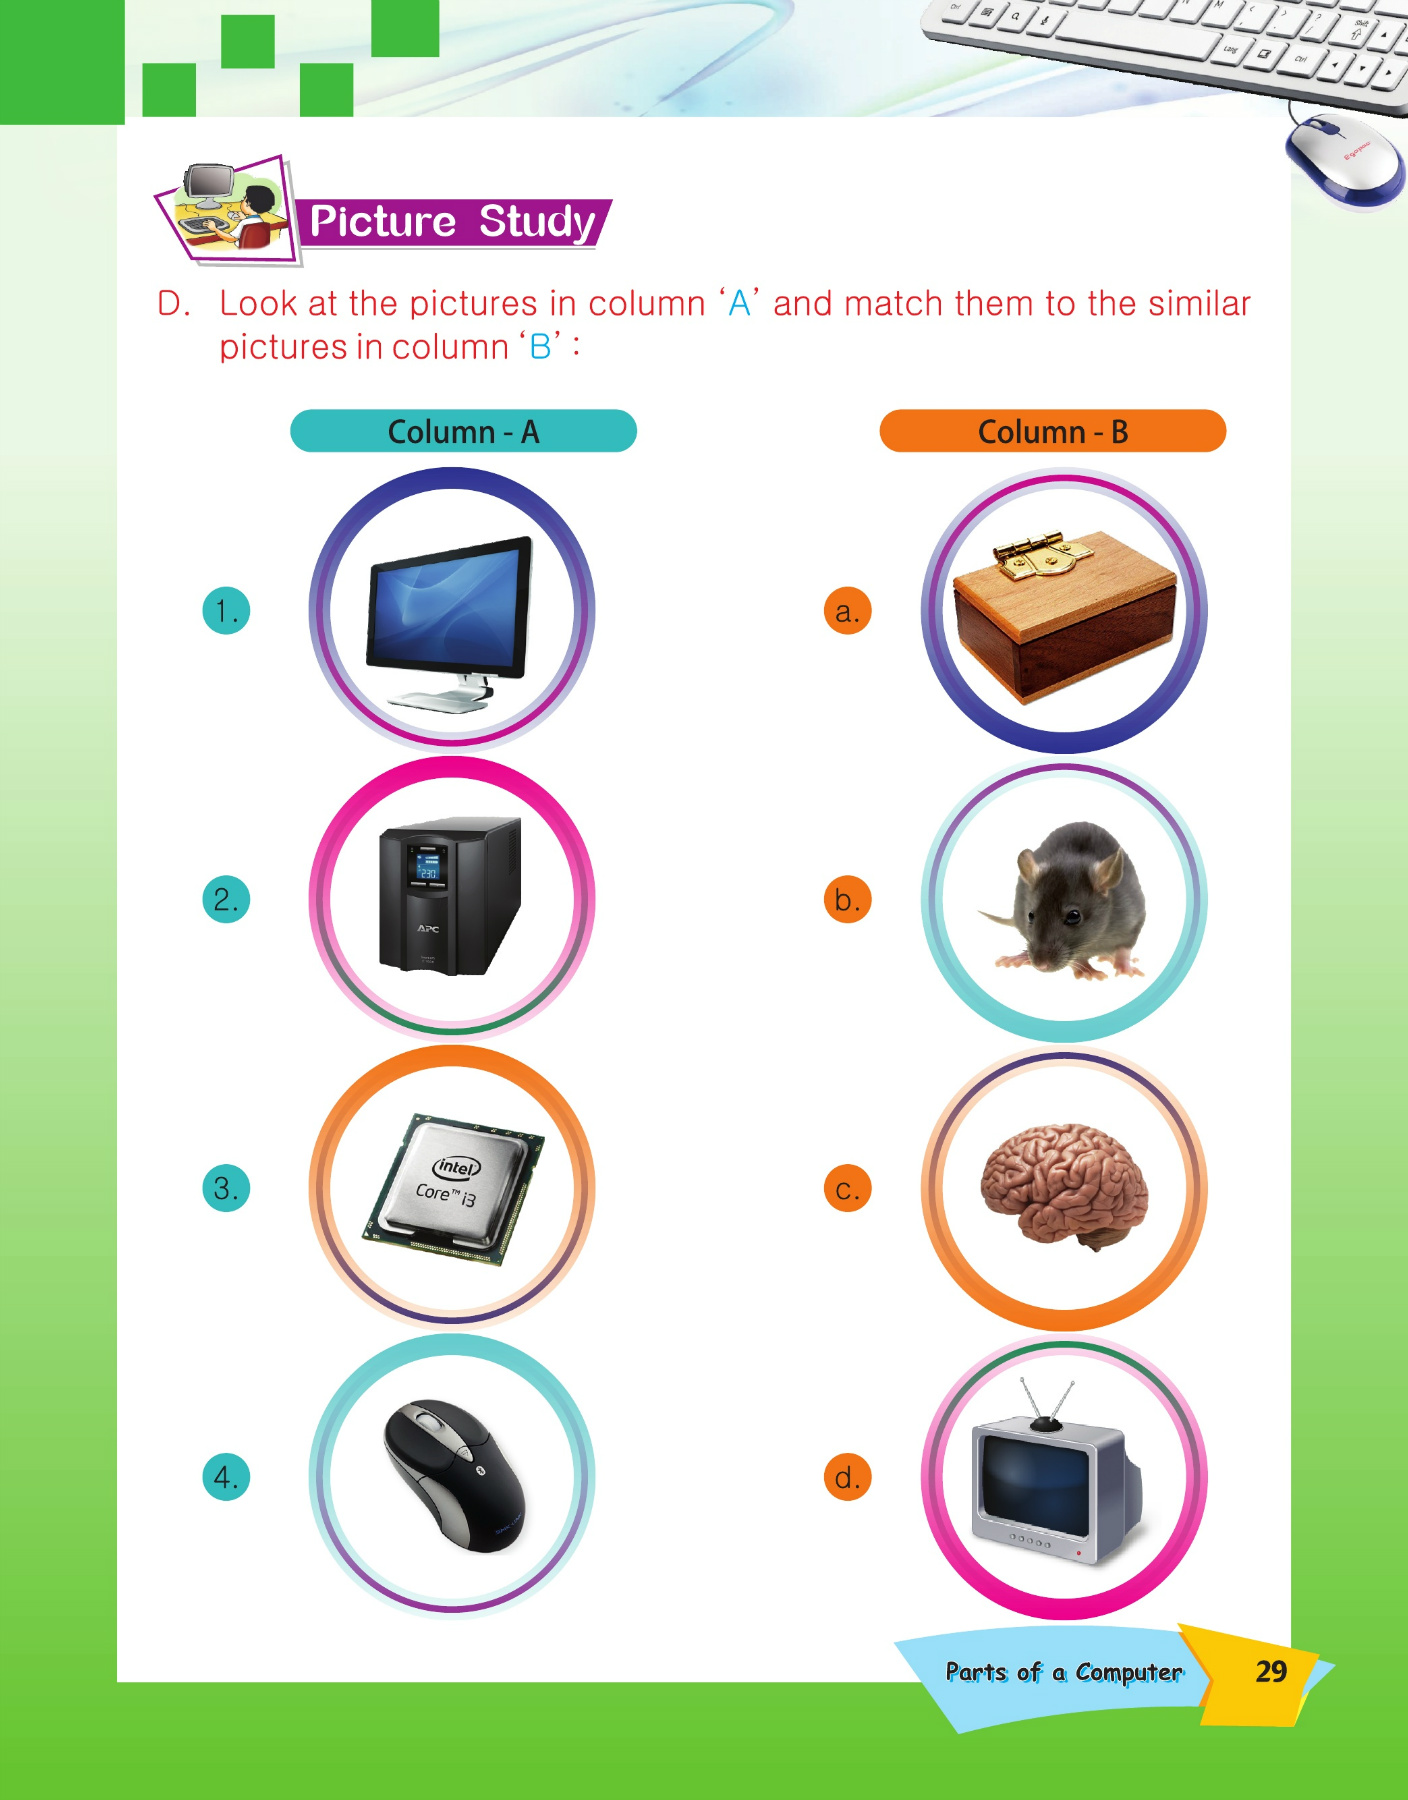 Picture Study
D. Look at the pictures in column ‘A’ and match them to the similar
pictures in column ‘B’ :
Column - A
Column - B
1.
a.
2.
230
APC
b.
3.
intel
Core™ i3
c.
4.
d.
Parts of a Computer
29